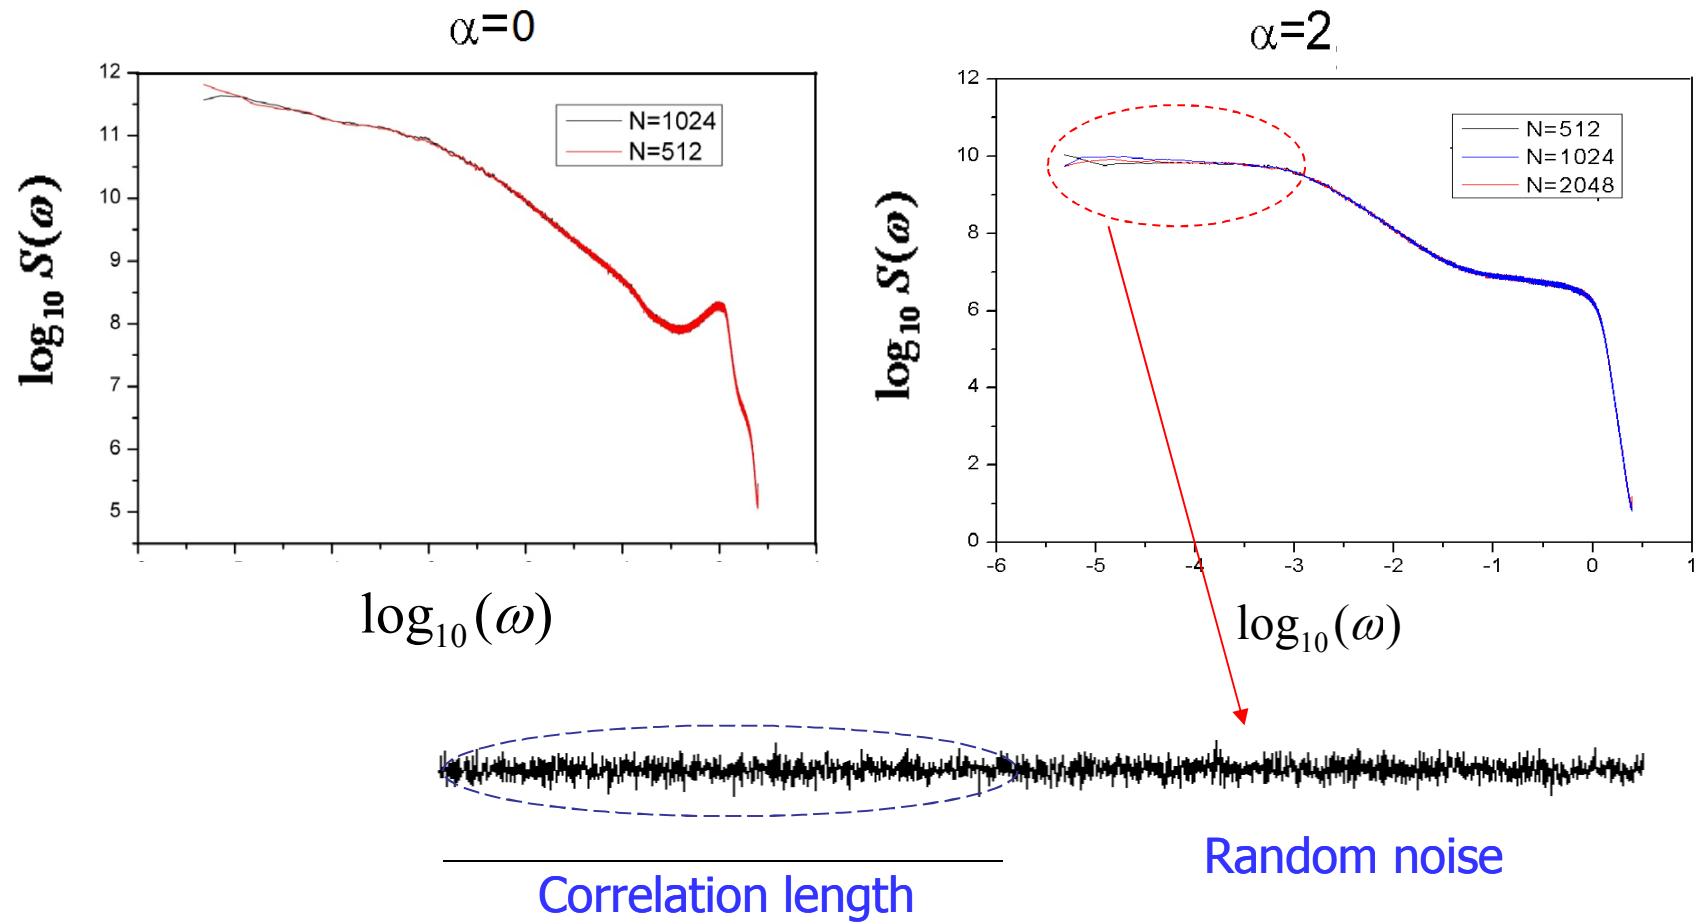 α=0
α=2
12
11
10
9
8
7
6
5
log10 S(ω)
N=1024
N=512
log10(ω)
12
10
8
6
4
2
0
-6 -5 -4 -3 -2 -1 0 1
log10 S(ω)
N=512
N=1024
N=2048
log10(ω)
Random noise
Correlation length